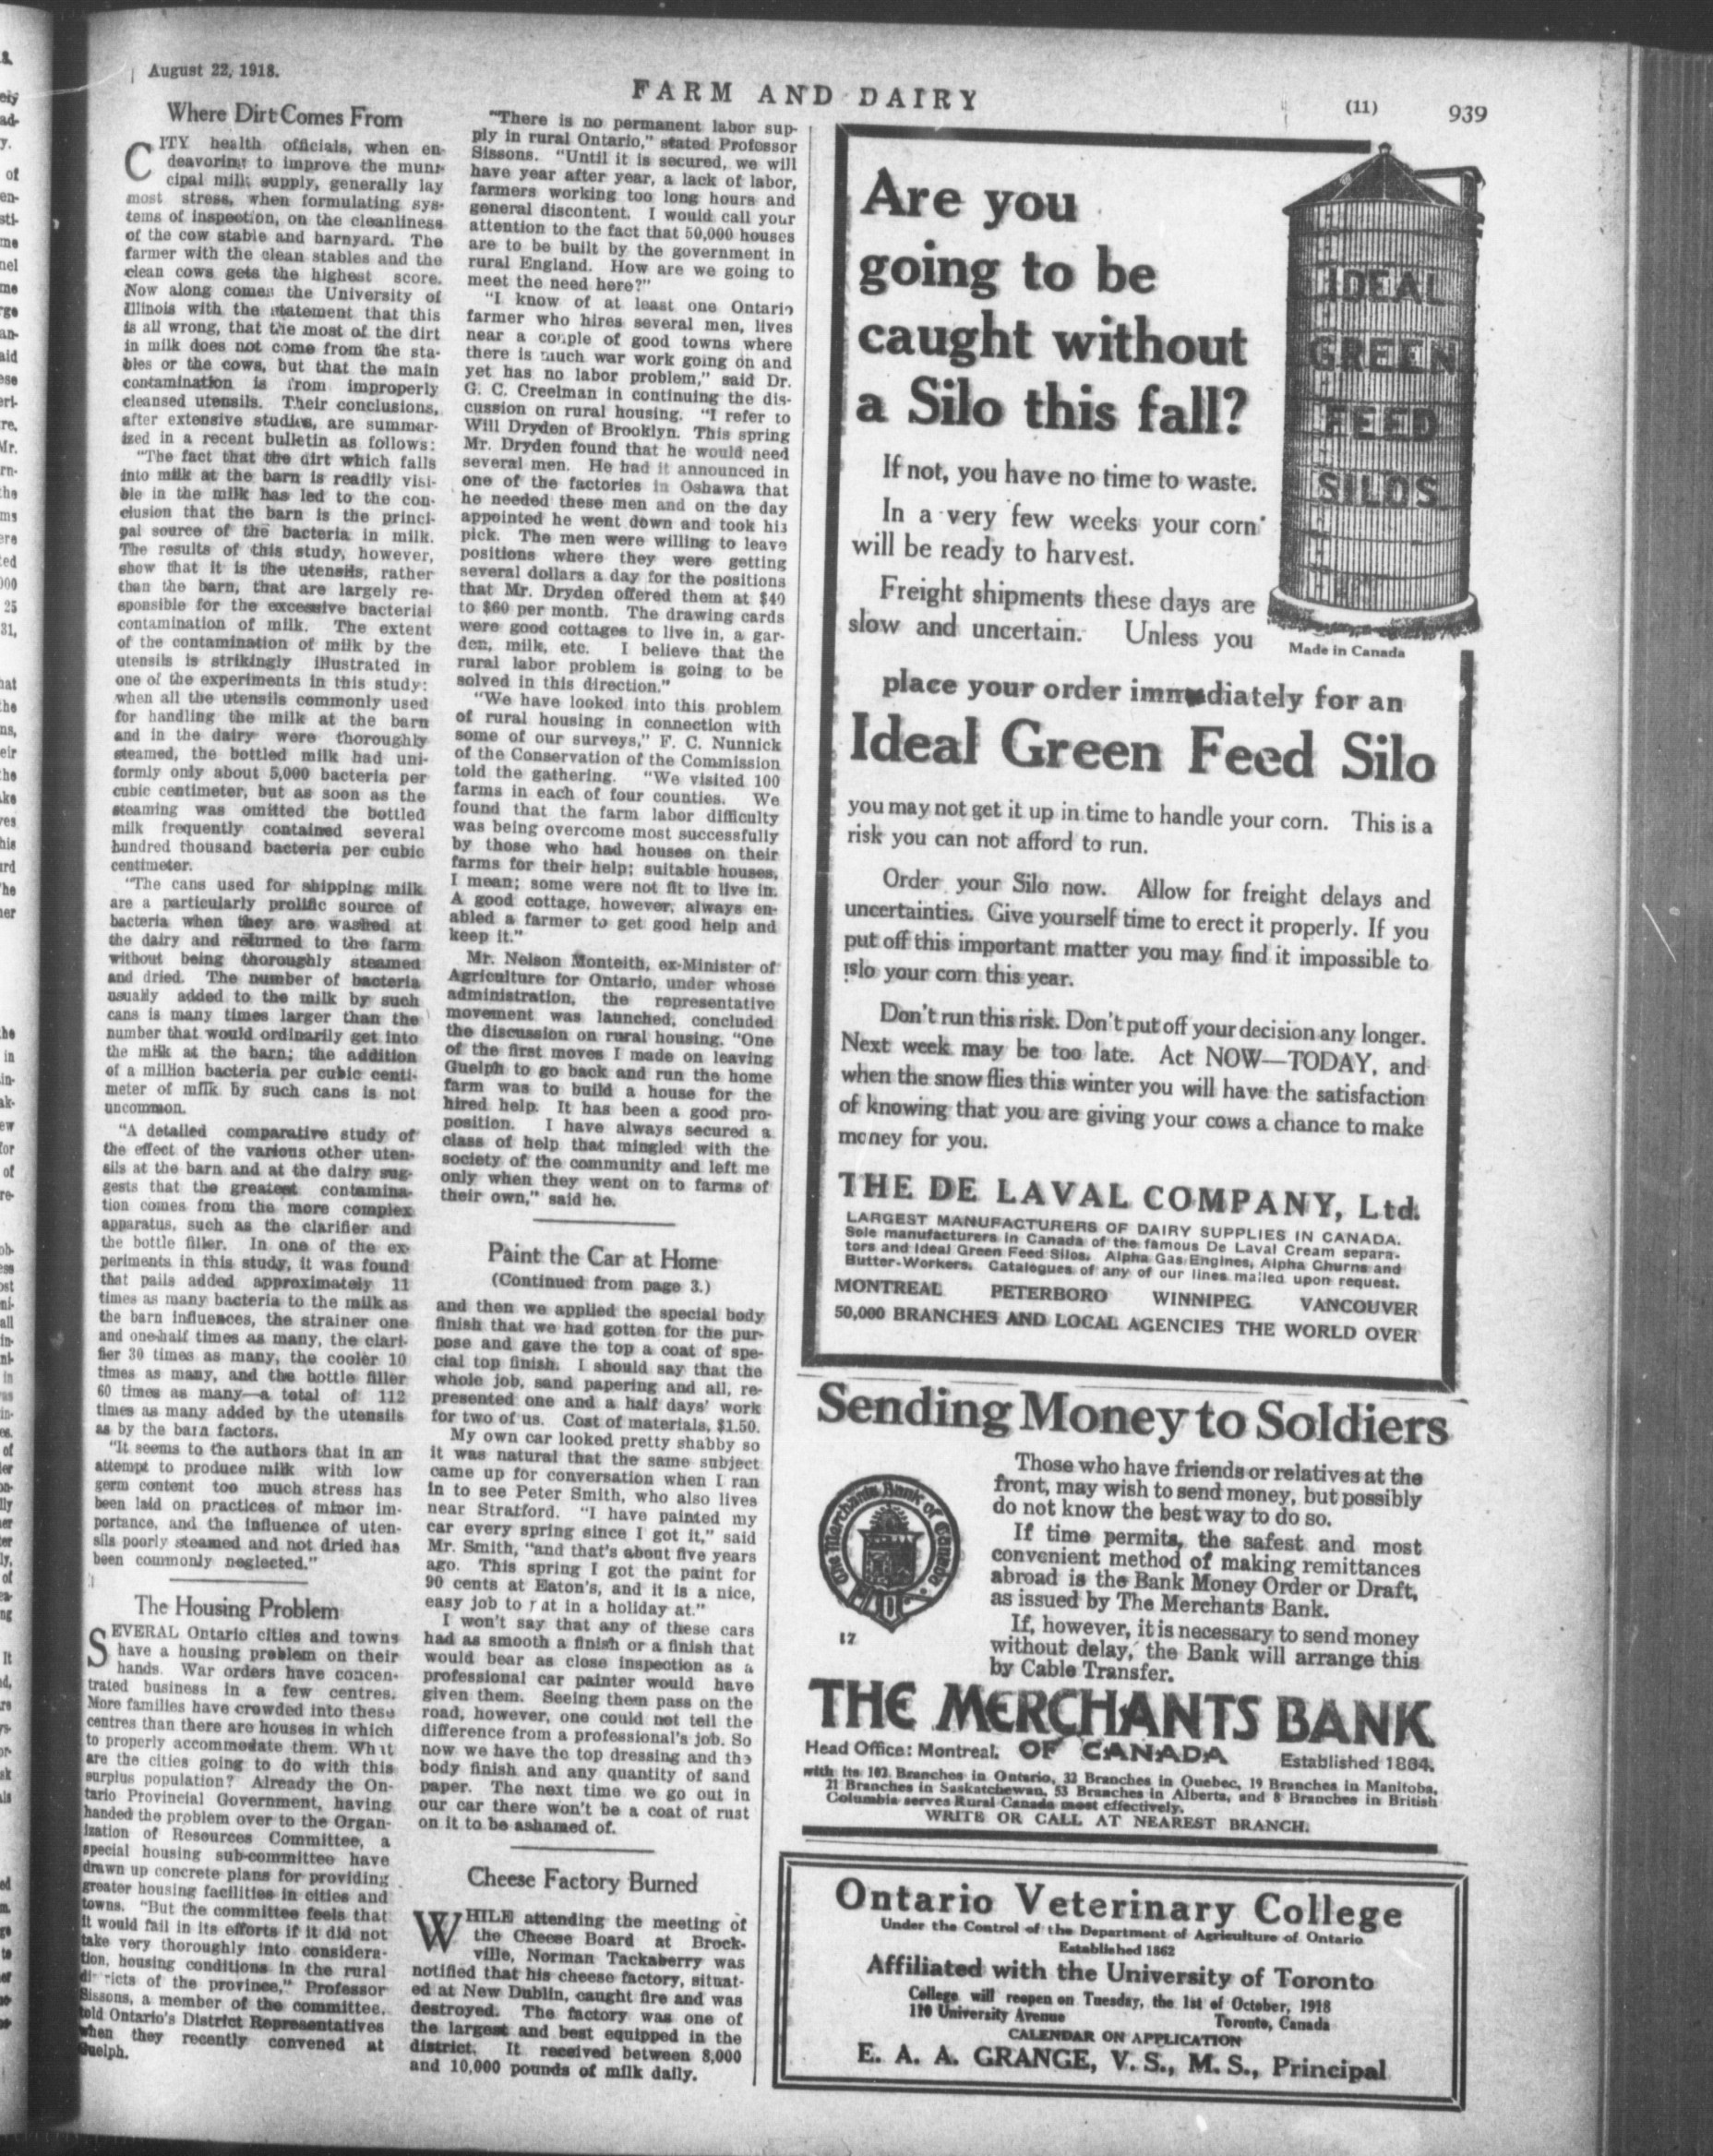 August 22, 1918.
FARM AND DAIRY
(11)
939
Where Dirt Comes From
CITY health officials, when en-
deavoring to improve the muni-
cipal milk supply, generally lay
most stress, when formulating sys-
tems of inspection, on the cleanliness
of the cow stable and barnyard. The
farmer with the clean stables and the
clean cows gets the highest score.
Now along comes the University of
Illinois with the statement that this
is all wrong, that the most of the dirt
in milk does not come from the sta-
bles or the cows, but that the main
contamination is from improperly
cleansed utensils. Their conclusions,
after extensive studies, are summar-
ized in a recent bulletin as follows:
"The fact that the dirt which falls
into milk at the barn is readily visi-
ble in the milk has led to the con-
clusion that the barn is the princi-
pal source of the bacteria in milk.
The results of this study, however,
show that it is the utensils, rather
than the barn, that are largely re-
sponsible for the excessive bacterial
contamination of milk. The extent
of the contamination of milk by the
utensils is strikingly illustrated in
one of the experiments in this study:
when all the utensils commonly used
for handling the milk at the barn
and in the dairy were thoroughly
steamed, the bottled milk had uni-
formly only about 5,000 bacteria per
cubic centimeter, but as soon as the
steaming was omitted the bottled
milk frequently contained several
hundred thousand bacteria per cubic
centimeter.
"The cans used for shipping milk
are a particularly prolific source of
bacteria when they are washed at
the dairy and returned to the farm
without being thoroughly steamed
and dried. The number of bacteria
usually added to the milk by such
cans is many times larger than the
number that would ordinarily get into
the milk at the barn; the addition
of a million bacteria per cubic centi-
meter of milk by such cans is not
uncommon.
"A detailed comparative study of
the effect of the various other uten-
sils at the barn and at the dairy sug-
gests that the greatest contamina-
tion comes from the more complex
apparatus, such as the clarifier and
the bottle filler. In one of the ex-
periments in this study, it was found
that pails added approximately 11
times as many bacteria to the milk as
the barn influences, the strainer one
and one-half times as many, the clari-
fier 30 times as many, the cooler 10
times as many, and the bottle filler
60 times as many—a total of 112
times as many added by the utensils
as by the barn factors.
"It seems to the authors that in an
attempt to produce milk with low
germ content too much stress has
been laid on practices of minor im-
portance, and the influence of uten-
sils poorly steamed and not dried has
been commonly neglected."
The Housing Problem
SEVERAL Ontario cities and towns
have a housing problem on their
hands. War orders have concen-
trated business in a few centres.
More families have crowded into these
centres than there are houses in which
to properly accommodate them. What
are the cities going to do with this
surplus population? Already the On-
tario Provincial Government, having
handed the problem over to the Organ-
ization of Resources Committee, a
special housing sub-committee have
drawn up concrete plans for providing
greater housing facilities in cities and
towns. "But the committee feels that
it would fail in its efforts if it did not
take very thoroughly into considera-
tion, housing conditions in the rural
districts of the province," Professor
Sissons, a member of the committee,
told Ontario's District Representatives
when they recently convened at
Guelph.
"There is no permanent labor sup-
ply in rural Ontario," stated Professor
Sissons. "Until it is secured, we will
have year after year, a lack of labor,
farmers working too long hours and
general discontent. I would call your
attention to the fact that 50,000 houses
are to be built by the government in
rural England. How are we going to
meet the need here?"
"I know of at least one Ontario
farmer who hires several men, lives
near a couple of good towns where
there is much war work going on and
yet has no labor problem," said Dr.
G. C. Creelman in continuing the dis-
cussion on rural housing. "I refer to
Will Dryden of Brooklyn. This spring
Mr. Dryden found that he would need
several men. He had it announced in
one of the factories in Oshawa that
he needed these men and on the day
appointed he went down and took his
pick. The men were willing to leave
positions where they were getting
several dollars a day for the positions
that Mr. Dryden offered them at $40
to $60 per month. The drawing cards
were good cottages to live in, a gar-
den, milk, etc. I believe that the
rural labor problem is going to be
solved in this direction."
"We have looked into this problem
of rural housing in connection with
some of our surveys," F. C. Nunnick
of the Conservation of the Commission
told the gathering. "We visited 100
farms in each of four counties. We
found that the farm labor difficulty
was being overcome most successfully
by those who had houses on their
farms for their help; suitable houses,
I mean; some were not fit to live in.
A good cottage, however, always en-
abled a farmer to get good help and
keep it."
Mr. Nelson Monteith, ex-Minister of
Agriculture for Ontario, under whose
administration, the representative
movement was launched, concluded
the discussion on rural housing. "One
of the first moves I made on leaving
Guelph to go back and run the home
farm was to build a house for the
hired help. It has been a good pro-
position. I have always secured a
class of help that mingled with the
society of the community and left me
only when they went on to farms of
their own," said he.
Paint the Car at Home
(Continued from page 3.)
and then we applied the special body
finish that we had gotten for the pur-
pose and gave the top a coat of spe-
cial top finish. I should say that the
whole job, sand papering and all, re-
presented one and a half days' work
for two of us. Cost of materials, $1.50.
My own car looked pretty shabby so
it was natural that the same subject
came up for conversation when I ran
in to see Peter Smith, who also lives
near Stratford. "I have painted my
car every spring since I got it," said
Mr. Smith, "and that's about five years
ago. This spring I got the paint for
90 cents at Eaton's, and it is a nice,
easy job to put in a holiday at."
I won't say that any of these cars
had as smooth a finish or a finish that
would bear as close inspection as a
professional car painter would have
given them. Seeing them pass on the
road, however, one could not tell the
difference from a professional's job. So
now we have the top dressing and the
body finish and any quantity of sand
paper. The next time we go out in
our car there won't be a coat of rust
on it to be ashamed of.
Cheese Factory Burned
WHILE attending the meeting of
the Cheese Board at Brock-
ville, Norman Tackaberry was
notified that his cheese factory, situat-
ed at New Dublin, caught fire and was
destroyed. The factory was one of
the largest and best equipped in the
district. It received between 8,000
and 10,000 pounds of milk daily.
Are you
going to be
caught without
a Silo this fall?
IDEAL
GREEN
FEED
SILOS
Made in Canada
If not, you have no time to waste.
In a very few weeks your corn
will be ready to harvest.
Freight shipments these days are
slow and uncertain. Unless you
place your order immediately for an
Ideal Green Feed Silo
you may not get it up in time to handle your corn. This is a
risk you can not afford to run.
Order your Silo now. Allow for freight delays and
uncertainties. Give yourself time to erect it properly. If you
put off this important matter you may find it impossible to
islo your corn this year.
Don't run this risk. Don't put off your decision any longer.
Next week may be too late. Act NOW—TODAY, and
when the snow flies this winter you will have the satisfaction
of knowing that you are giving your cows a chance to make
money for you.
THE DE LAVAL COMPANY, Ltd.
LARGEST MANUFACTURERS OF DAIRY SUPPLIES IN CANADA.
Sole manufacturers in Canada of the famous De Laval Cream separa-
tors and Ideal Green Feed Silos. Alpha Gas Engines, Alpha Churns and
Butter-Workers. Catalogues of any of our lines mailed upon request.
MONTREAL PETERBORO WINNIPEG VANCOUVER
50,000 BRANCHES AND LOCAL AGENCIES THE WORLD OVER
Sending Money to Soldiers
The Merchants Bank of Canada
17
Those who have friends or relatives at the
front, may wish to send money, but possibly
do not know the best way to do so.
If time permits, the safest and most
convenient method of making remittances
abroad is the Bank Money Order or Draft,
as issued by The Merchants Bank.
If, however, it is necessary to send money
without delay, the Bank will arrange this
by Cable Transfer.
THE MERCHANTS BANK
Head Office: Montreal. OF CANADA Established 1864.
with its 102 Branches in Ontario, 32 Branches in Quebec, 19 Branches in Manitoba,
21 Branches in Saskatchewan, 53 Branches in Alberta, and 8 Branches in British
Columbia serves Rural Canada most effectively.
WRITE OR CALL AT NEAREST BRANCH.
Ontario Veterinary College
Under the Control of the Department of Agriculture of Ontario
Established 1862
Affiliated with the University of Toronto
College will reopen on Tuesday, the 1st of October, 1918
110 University Avenue Toronto, Canada
CALENDAR ON APPLICATION
E. A. A. GRANGE, V. S., M. S., Principal